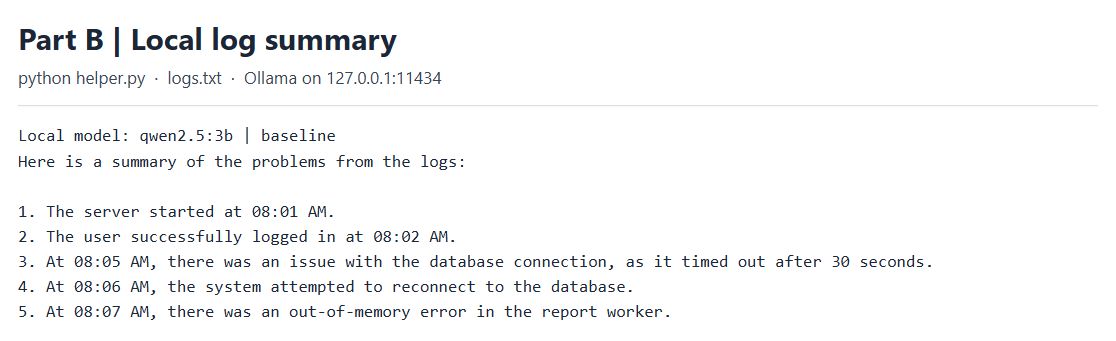 Part B | Local log summary
python helper.py · logs.txt · Ollama on 127.0.0.1:11434
Local model: qwen2.5:3b | baseline
Here is a summary of the problems from the logs:
1. The server started at 08:01 AM.
2. The user successfully logged in at 08:02 AM.
3. At 08:05 AM, there was an issue with the database connection, as it timed out after 30 seconds.
4. At 08:06 AM, the system attempted to reconnect to the database.
5. At 08:07 AM, there was an out-of-memory error in the report worker.